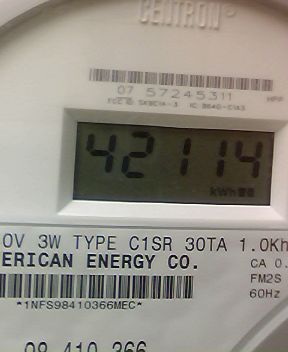 CENTRON®
07 57245311
42114
kWh
0V 3W TYPE C1SR 30TA 1.0Kh
ERICAN ENERGY CO.
CA 0.
FM2S
60Hz
*1NFS98410366MEC*
98 410 366